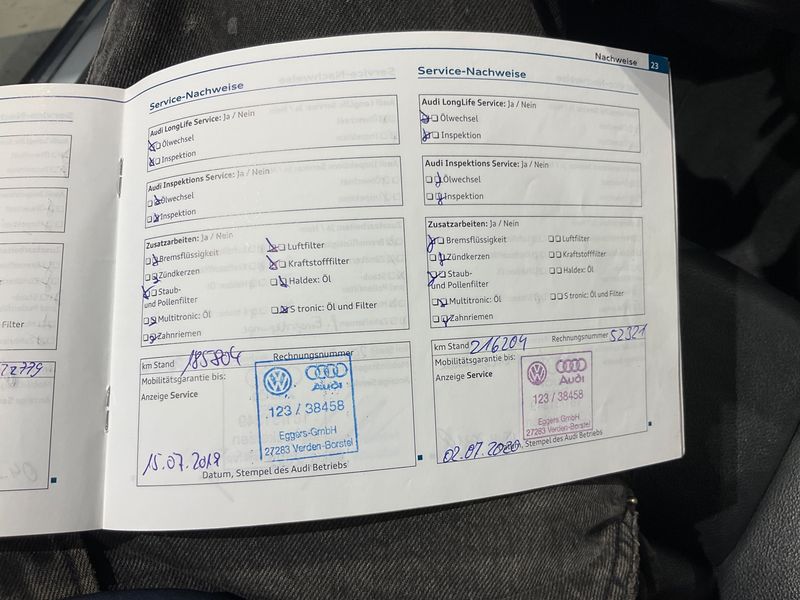 Nachweise 23
Filter
22779
Service-Nachweise
Audi LongLife Service: Ja / Nein
Ölwechsel
Inspektion
Audi Inspektions Service: Ja / Nein
Ölwechsel
Inspektion
Zusatzarbeiten: Ja / Nein
Bremsflüssigkeit
Zündkerzen
Staub-
und Pollenfilter
Multitronic: Öl
Zahnriemen
Luftfilter
Kraftstofffilter
Haldex: Öl
S tronic: Öl und Filter
km Stand 185804 Rechnungsnummer
Mobilitätsgarantie bis:
Anzeige Service
Audi
123 / 38458
Eggers-GmbH
27283 Verden-Borstel
15.07.2018
Datum, Stempel des Audi Betriebs
Service-Nachweise
Audi LongLife Service: Ja / Nein
Ölwechsel
Inspektion
Audi Inspektions Service: Ja / Nein
Ölwechsel
Inspektion
Zusatzarbeiten: Ja / Nein
Bremsflüssigkeit
Zündkerzen
Staub-
und Pollenfilter
Multitronic: Öl
Zahnriemen
Luftfilter
Kraftstofffilter
Haldex: Öl
S tronic: Öl und Filter
km Stand 216204 Rechnungsnummer 52321
Mobilitätsgarantie bis:
Anzeige Service
Audi
123 / 38458
Eggers-GmbH
27283 Verden-Borstel
02.07.2020
Stempel des Audi Betriebs